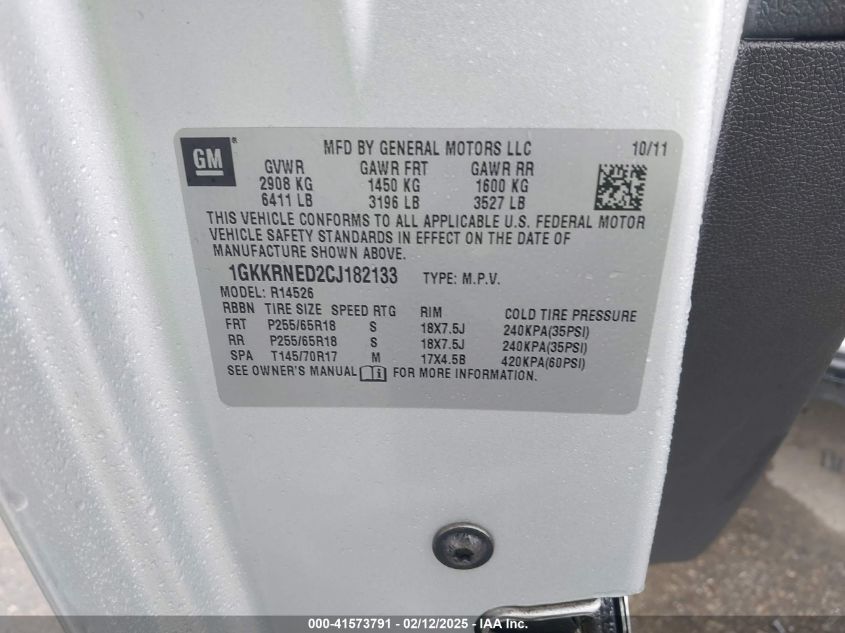 GM ® MFD BY GENERAL MOTORS LLC 10/11
GVWR GAWR FRT GAWR RR
2908 KG 1450 KG 1600 KG
6411 LB 3196 LB 3527 LB
THIS VEHICLE CONFORMS TO ALL APPLICABLE U.S. FEDERAL MOTOR
VEHICLE SAFETY STANDARDS IN EFFECT ON THE DATE OF
MANUFACTURE SHOWN ABOVE.
1GKKRNED2CJ182133 TYPE: M.P.V.
MODEL: R14526
RBBN TIRE SIZE SPEED RTG RIM COLD TIRE PRESSURE
FRT P255/65R18 S 18X7.5J 240KPA(35PSI)
RR P255/65R18 S 18X7.5J 240KPA(35PSI)
SPA T145/70R17 M 17X4.5B 420KPA(60PSI)
SEE OWNER'S MANUAL FOR MORE INFORMATION.
000-41573791 - 02/12/2025 - IAA Inc.